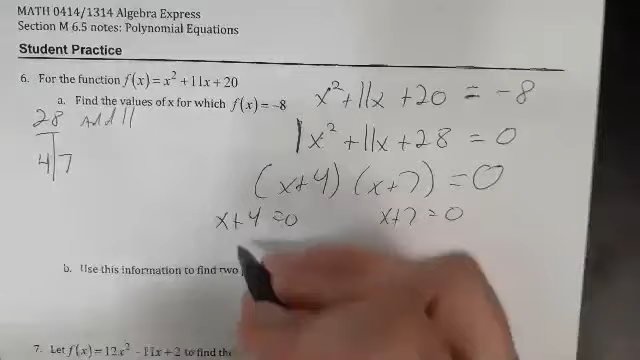 MATH 0414/1314 Algebra Express
Section M 6.5 notes: Polynomial Equations
Student Practice
6. For the function f(x) = x² + 11x + 20
a. Find the values of x for which f(x) = -8
x² + 11x + 20 = -8
28 Add 11
4 | 7
1x² + 11x + 28 = 0
(x+4) (x+7) = 0
x+4 = 0 x+7 = 0
b. Use this information to find two
7. Let f(x) = 12x² - 11x + 2 to find the